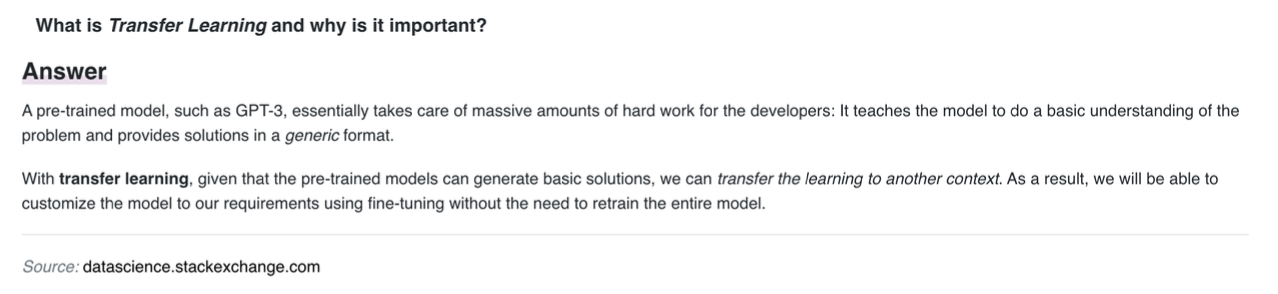 What is Transfer Learning and why is it important?
Answer
A pre-trained model, such as GPT-3, essentially takes care of massive amounts of hard work for the developers: It teaches the model to do a basic understanding of the
problem and provides solutions in a generic format.
With transfer learning, given that the pre-trained models can generate basic solutions, we can transfer the learning to another context. As a result, we will be able to
customize the model to our requirements using fine-tuning without the need to retrain the entire model.
Source: datascience.stackexchange.com